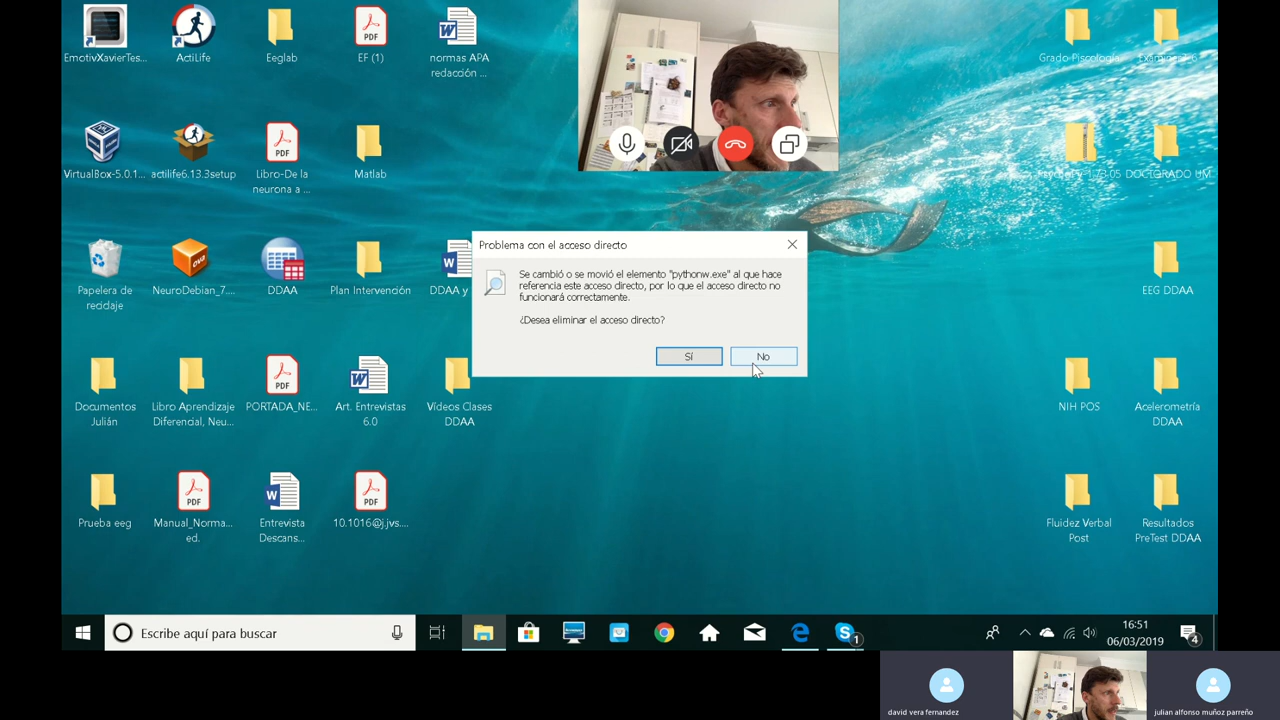 EmotivXavierTes...
ActiLife
Eeglab
EF (1)
normas APA
redacción ...
VirtualBox-5.0.1...
actilife6.13.3setup
Libro-De la
neurona a ...
Matlab
Papelera de
reciclaje
NeuroDebian_7....
DDAA
Plan Intervención
DDAA y
Documentos
Julián
Libro Aprendizaje
Diferencial, Neu...
PORTADA_NE...
Art. Entrevistas
6.0
Vídeos Clases
DDAA
Prueba eeg
Manual_Norma...
ed.
Entrevista
Descans...
10.1016@j.jvs....
Problema con el acceso directo
Se cambió o se movió el elemento "pythonw.exe" al que hace
referencia este acceso directo, por lo que el acceso directo no
funcionará correctamente.
¿Desea eliminar el acceso directo?
Sí
No
Grado Piscología
DOCTORADO UM
EEG DDAA
NIH POS
Acelerometría
DDAA
Fluidez Verbal
Post
Resultados
PreTest DDAA
Escribe aquí para buscar
1
16:51
06/03/2019
4
david vera fernandez
julian alfonso muñoz parreño